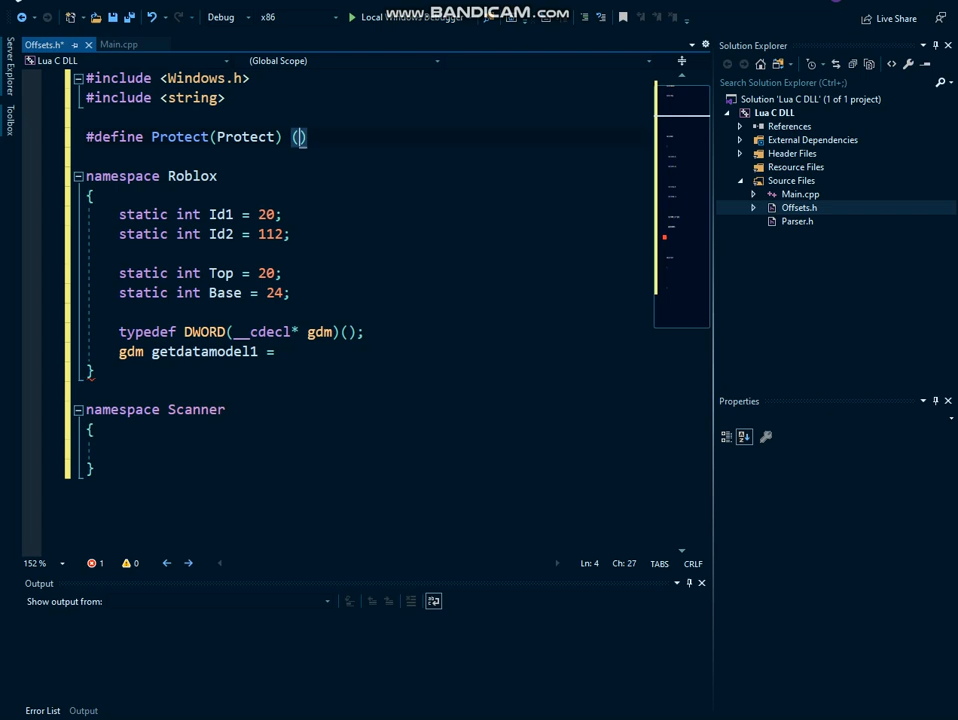 www.BANDICAM.com
Debug x86 Local Windows Debugger Live Share
Offsets.h* Main.cpp
Lua C DLL (Global Scope)
Server Explorer
Toolbox
#include <Windows.h>
#include <string>
#define Protect(Protect) ()
namespace Roblox
{
static int Id1 = 20;
static int Id2 = 112;
static int Top = 20;
static int Base = 24;
typedef DWORD(__cdecl* gdm)();
gdm getdatamodel1 =
}
namespace Scanner
{
}
152 % 1 0 Ln: 4 Ch: 27 TABS CRLF
Output
Show output from:
Error List Output
Solution Explorer
Search Solution Explorer (Ctrl+;)
Solution 'Lua C DLL' (1 of 1 project)
Lua C DLL
References
External Dependencies
Header Files
Resource Files
Source Files
Main.cpp
Offsets.h
Parser.h
Properties